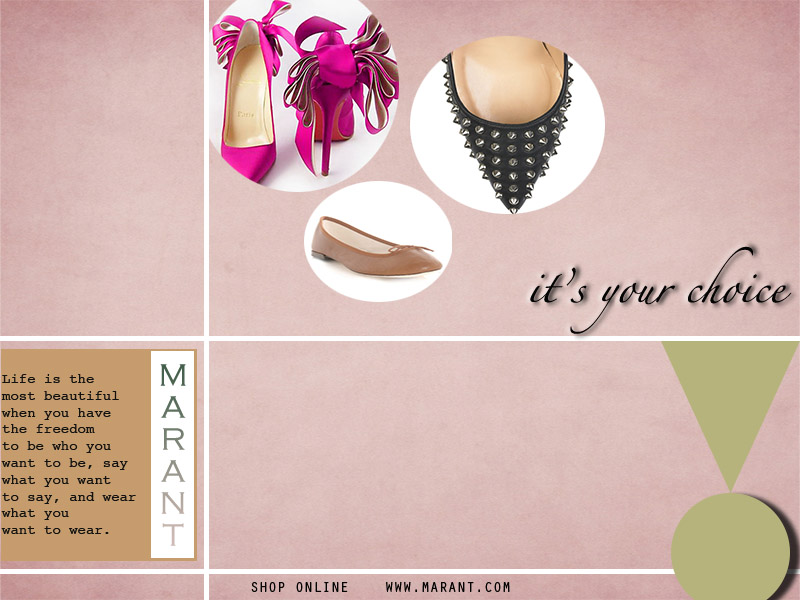 it's your choice
Life is the
most beautiful
when you have
the freedom
to be who you
want to be, say
what you want
to say, and wear
what you
want to wear.
MARANT
SHOP ONLINE WWW.MARANT.COM